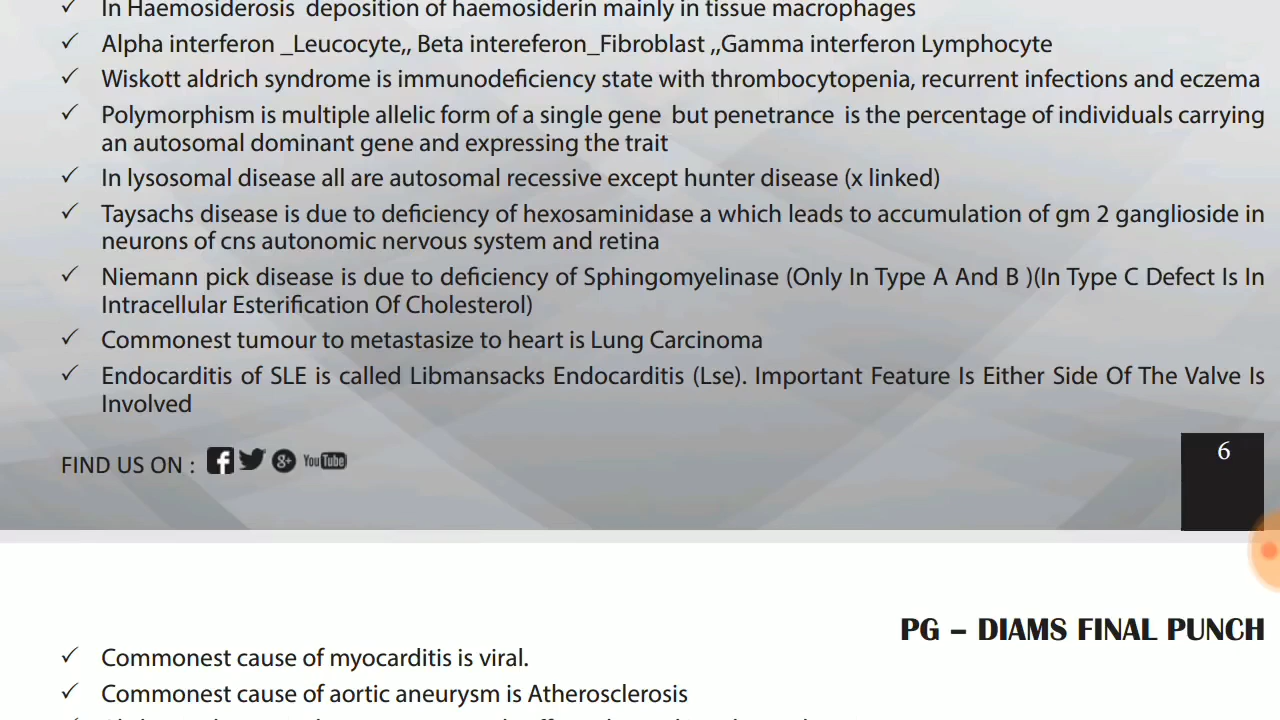 In Haemosiderosis deposition of haemosiderin mainly in tissue macrophages
Alpha interferon _Leucocyte,, Beta intereferon_Fibroblast ,,Gamma interferon Lymphocyte
Wiskott aldrich syndrome is immunodeficiency state with thrombocytopenia, recurrent infections and eczema
Polymorphism is multiple allelic form of a single gene but penetrance is the percentage of individuals carrying
an autosomal dominant gene and expressing the trait
In lysosomal disease all are autosomal recessive except hunter disease (x linked)
Taysachs disease is due to deficiency of hexosaminidase a which leads to accumulation of gm 2 ganglioside in
neurons of cns autonomic nervous system and retina
Niemann pick disease is due to deficiency of Sphingomyelinase (Only In Type A And B )(In Type C Defect Is In
Intracellular Esterification Of Cholesterol)
Commonest tumour to metastasize to heart is Lung Carcinoma
Endocarditis of SLE is called Libmansacks Endocarditis (Lse). Important Feature Is Either Side Of The Valve Is
Involved
FIND US ON : f 8+ YouTube
6
PG – DIAMS FINAL PUNCH
Commonest cause of myocarditis is viral.
Commonest cause of aortic aneurysm is Atherosclerosis